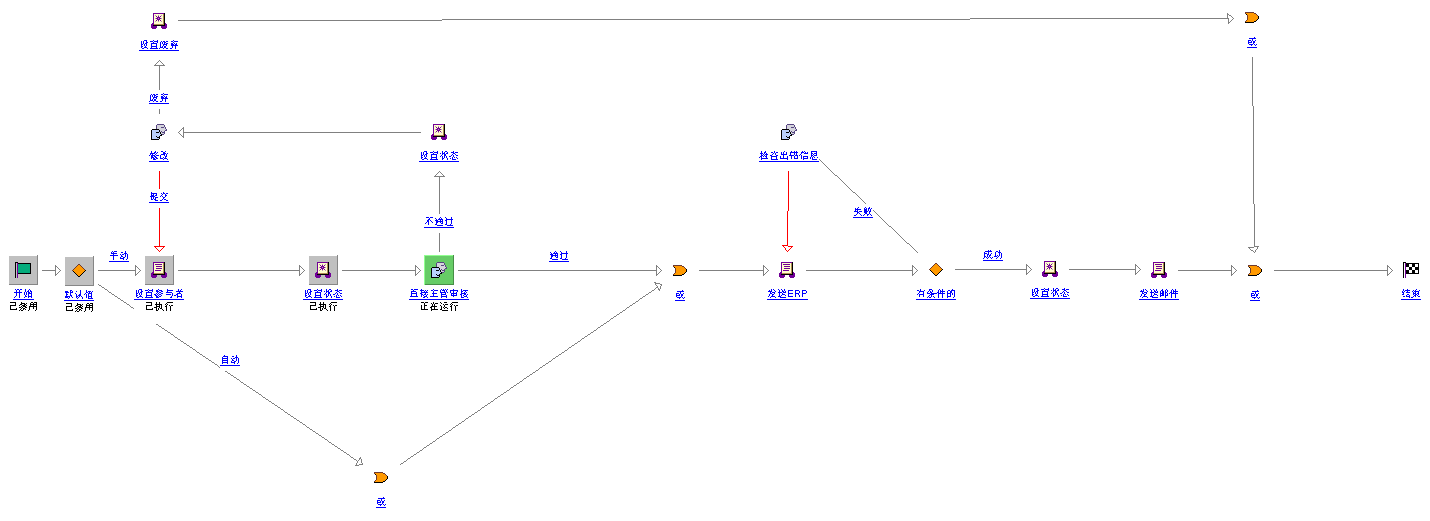 设置废弃
或
废弃
修改
设置状态
检查出错信息
提交
不通过
失败
手动
通过
成功
开始
已禁用
默认值
已禁用
设置参与者
已执行
设置状态
已执行
直接主管审核
正在运行
或
发送ERP
有条件的
设置状态
发送邮件
或
结束
自动
或